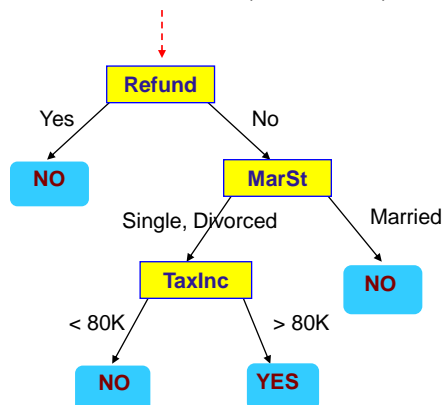 Refund
Yes
No
NO
MarSt
Single, Divorced
Married
TaxInc
NO
< 80K
> 80K
NO
YES